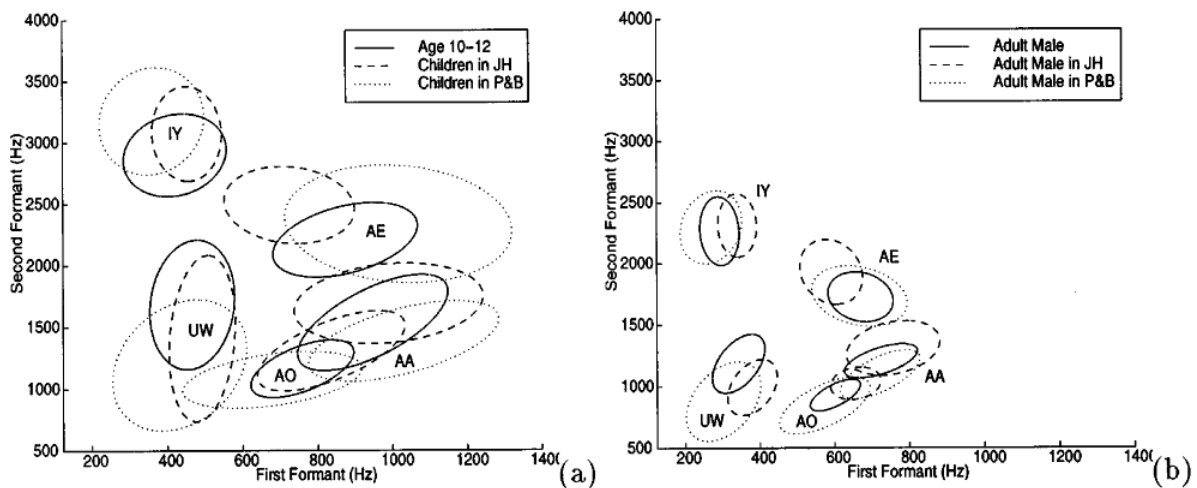 4000
3500
3000
2500
2000
1500
1000
500
Second Formant (Hz)
Age 10-12
Children in JH
Children in P&B
IY
AE
UW
AO
AA
200
400
600
800
1000
1200
140
First Formant (Hz)
(a)
4000
3500
3000
2500
2000
1500
1000
500
Second Formant (Hz)
Adult Male
Adult Male in JH
Adult Male in P&B
IY
AE
AA
UW
AO
200
400
600
800
1000
1200
140
First Formant (Hz)
(b)